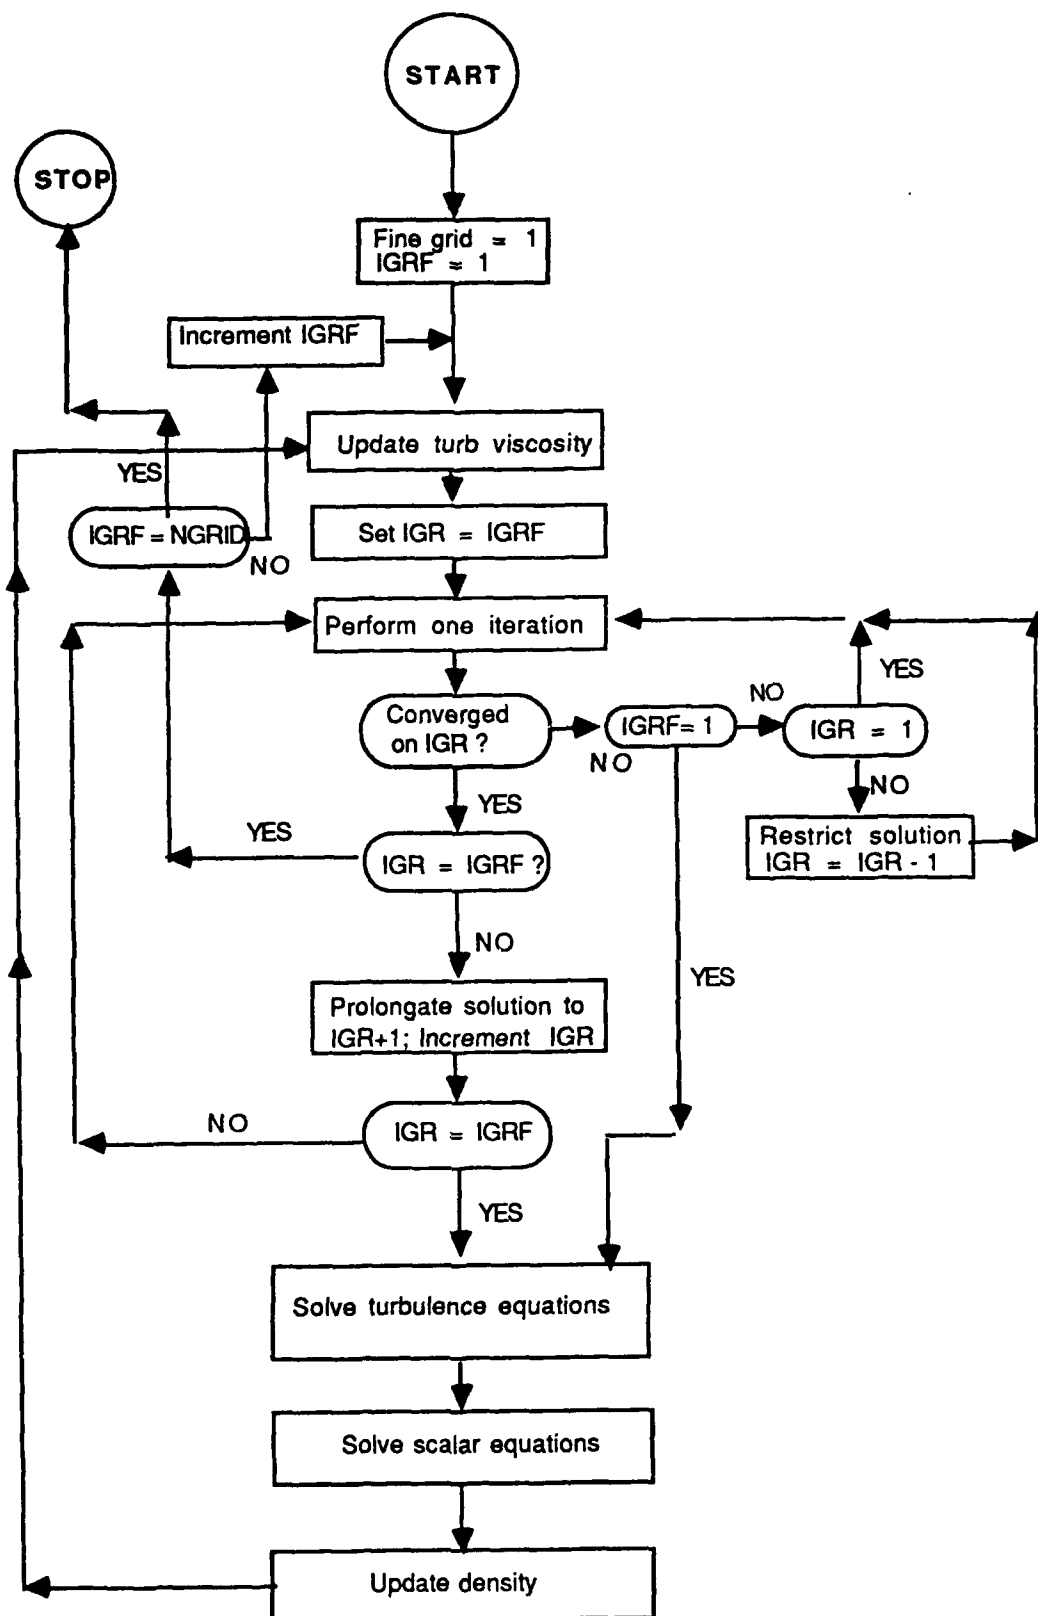 START
STOP
Fine grid = 1
IGRF = 1
Increment IGRF
Update turb viscosity
YES
IGRF = NGRID
NO
Set IGR = IGRF
Perform one iteration
YES
NO
Converged
on IGR ?
IGRF= 1
IGR = 1
NO
NO
YES
YES
Restrict solution
IGR = IGR - 1
IGR = IGRF ?
NO
YES
Prolongate solution to
IGR+1; Increment IGR
NO
IGR = IGRF
YES
Solve turbulence equations
Solve scalar equations
Update density